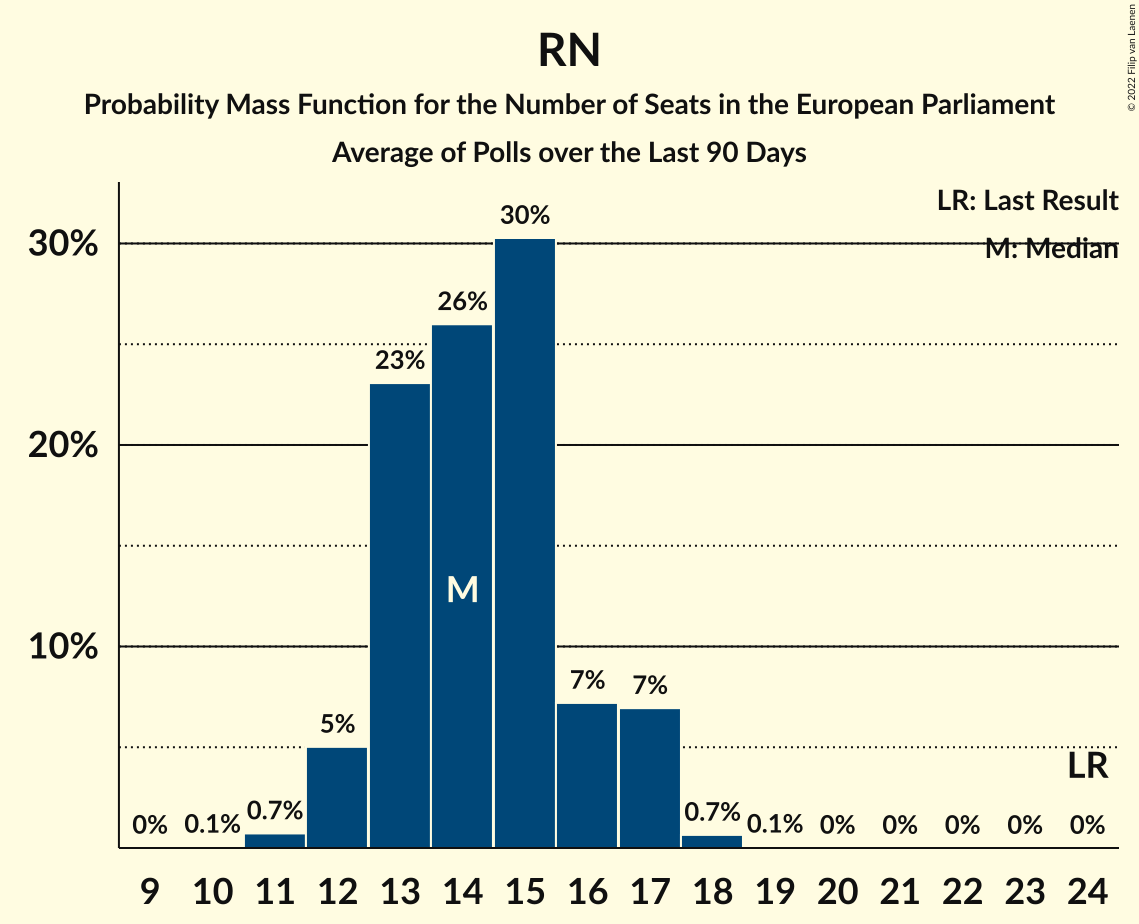 RN
Probability Mass Function for the Number of Seats in the European Parliament
Average of Polls over the Last 90 Days
© 2022 Filip van Laenen
LR: Last Result
M: Median
30%
20%
10%
0%
0.1%
0.7%
5%
23%
26%
30%
7%
7%
0.7%
0.1%
0%
0%
0%
0%
0%
M
LR
9 10 11 12 13 14 15 16 17 18 19 20 21 22 23 24